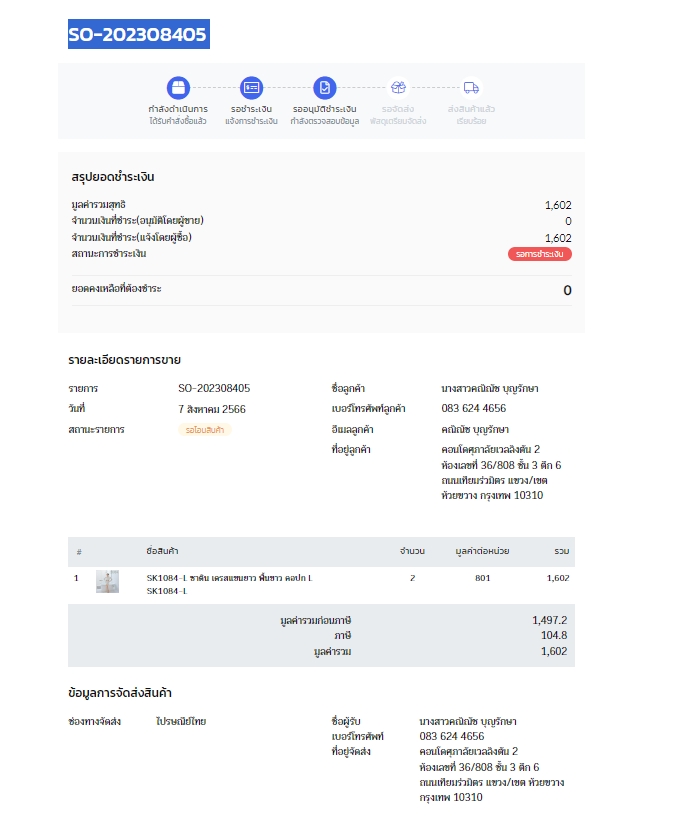 SO-202308405
กำลังดำเนินการ
ได้รับคำสั่งซื้อแล้ว
รอชำระเงิน
แจ้งการชำระเงิน
รออนุมัติชำระเงิน
กำลังตรวจสอบข้อมูล
รอจัดส่ง
พัสดุเตรียมจัดส่ง
ส่งสินค้าแล้ว
เรียบร้อย
สรุปยอดชำระเงิน
มูลค่ารวมสุทธิ 1,602
จำนวนเงินที่ชำระ(อนุมัติโดยผู้ขาย) 0
จำนวนเงินที่ชำระ(แจ้งโดยผู้ซื้อ) 1,602
สถานะการชำระเงิน รอการชำระเงิน
ยอดคงเหลือที่ต้องชำระ 0
รายละเอียดรายการขาย
รายการ SO-202308405
วันที่ 7 สิงหาคม 2566
สถานะรายการ รอโอนสินค้า
ชื่อลูกค้า นางสาวคณิณัช บุญรักษา
เบอร์โทรศัพท์ลูกค้า 083 624 4656
อีเมลลูกค้า คณิณัช บุญรักษา
ที่อยู่ลูกค้า คอนโดศุภาลัยเวลลิงตัน 2
ห้องเลขที่ 36/808 ชั้น 3 ตึก 6
ถนนเทียมร่วมิตร แขวง/เขต
ห้วยขวาง กรุงเทพ 10310
# ชื่อสินค้า จำนวน มูลค่าต่อหน่วย รวม
1 SK1084-L ซาติน เดรสแขนยาว พื้นขาว คอปก L 2 801 1,602
SK1084-L
มูลค่ารวมก่อนภาษี 1,497.2
ภาษี 104.8
มูลค่ารวม 1,602
ข้อมูลการจัดส่งสินค้า
ช่องทางจัดส่ง ไปรษณีย์ไทย
ชื่อผู้รับ นางสาวคณิณัช บุญรักษา
เบอร์โทรศัพท์ 083 624 4656
ที่อยู่จัดส่ง คอนโดศุภาลัยเวลลิงตัน 2
ห้องเลขที่ 36/808 ชั้น 3 ตึก 6
ถนนเทียมร่วมิตร แขวง/เขต ห้วยขวาง
กรุงเทพ 10310